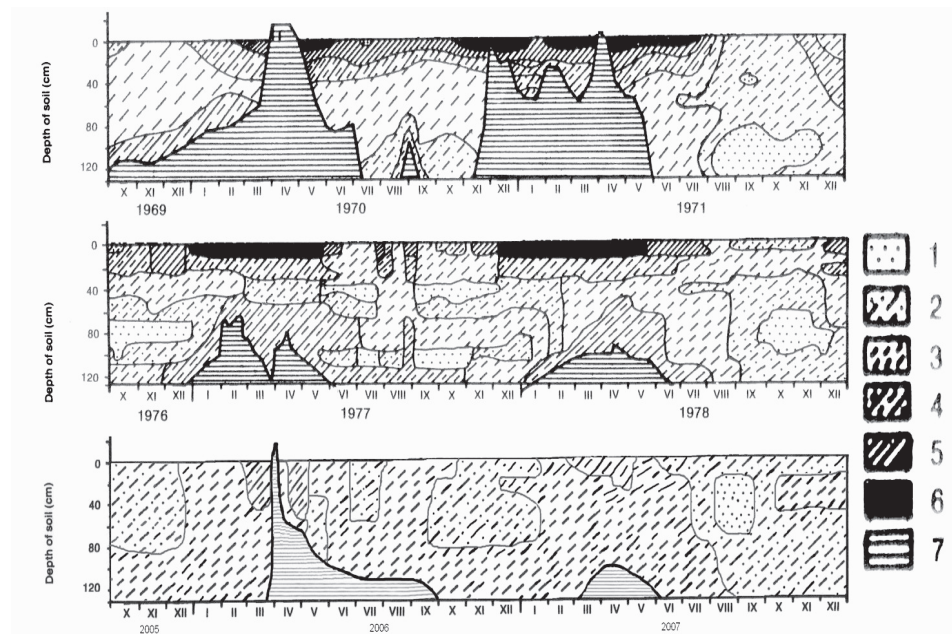 Depth of soil (cm)
0
40
80
120
X XI XII I II III IV V VI VII VIII IX X XI XII I II III IV V VI VII VIII IX X XI XII
1969 1970 1971
Depth of soil (cm)
0
40
80
120
X XI XII I II III IV V VI VII VIII IX X XI XII I II III IV V VI VII VIII IX X XI XII
1976 1977 1978
Depth of soil (cm)
0
40
80
120
X XI XII I II III IV V VI VII VIII IX X XI XII I II III IV V VI VII VIII IX X XI XII
2005 2006 2007
1
2
3
4
5
6
7